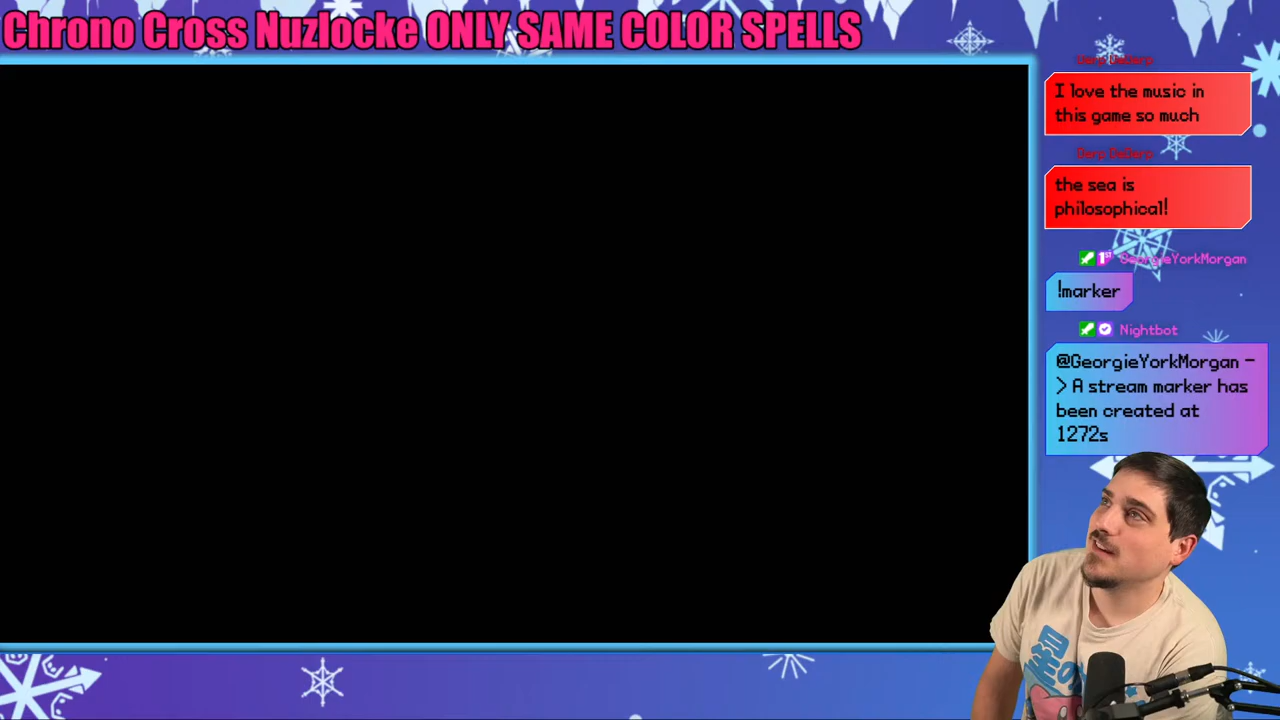 Chrono Cross Nuzlocke ONLY SAME COLOR SPELLS
I love the music in
this game so much
the sea is
philosophical!
GeorgieYorkMorgan
!marker
Nightbot
@GeorgieYorkMorgan -
> A stream marker has
been created at
1272s